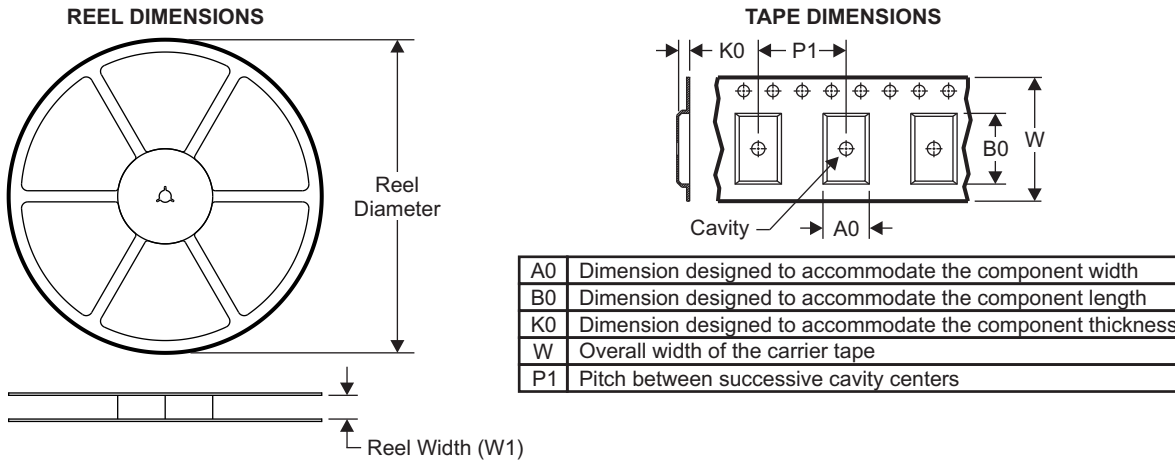 REEL DIMENSIONS
Reel
Diameter
Reel Width (W1)
TAPE DIMENSIONS
K0
P1
B0
W
Cavity
A0
A0 Dimension designed to accommodate the component width
B0 Dimension designed to accommodate the component length
K0 Dimension designed to accommodate the component thickness
W Overall width of the carrier tape
P1 Pitch between successive cavity centers